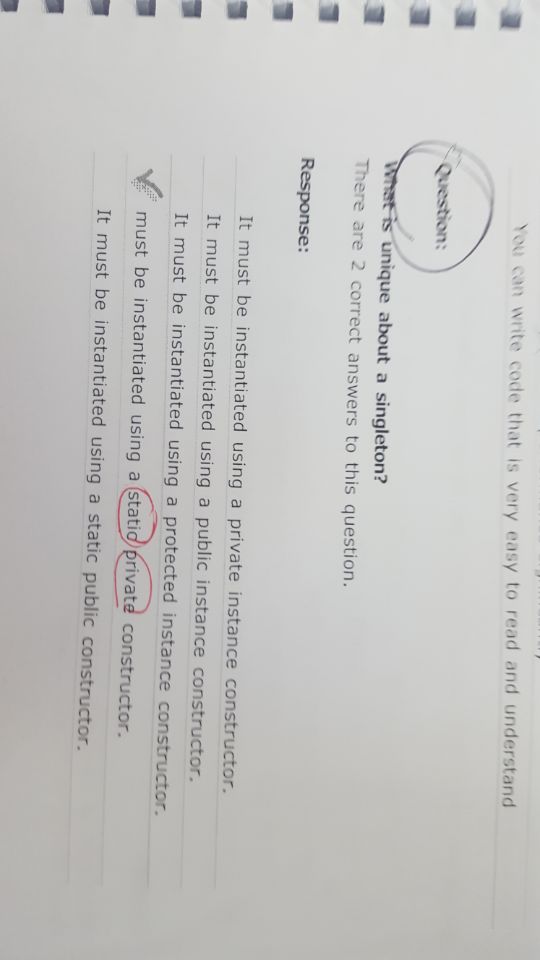 You can write code that is very easy to read and understand
Question:
What is unique about a singleton?
There are 2 correct answers to this question.
Response:
It must be instantiated using a private instance constructor.
It must be instantiated using a public instance constructor.
It must be instantiated using a protected instance constructor.
must be instantiated using a static private constructor.
It must be instantiated using a static public constructor.